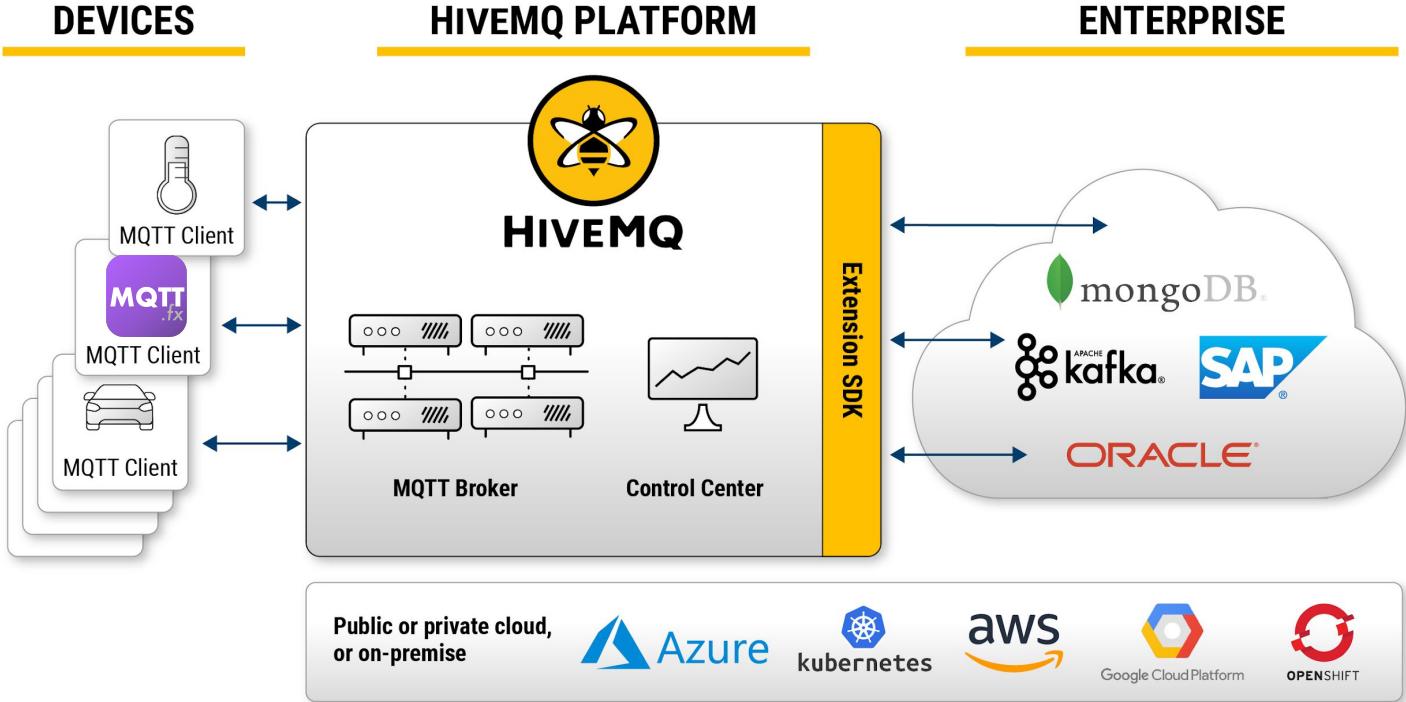 DEVICES
HIVEMQ PLATFORM
ENTERPRISE
MQTT Client
MQTT
.fx
MQTT Client
MQTT Client
HIVEMQ
MQTT Broker
Control Center
Extension SDK
mongoDB®
APACHE
kafka®
SAP®
ORACLE®
Public or private cloud,
or on-premise
Azure
kubernetes
aws
Google Cloud Platform
OPENSHIFT